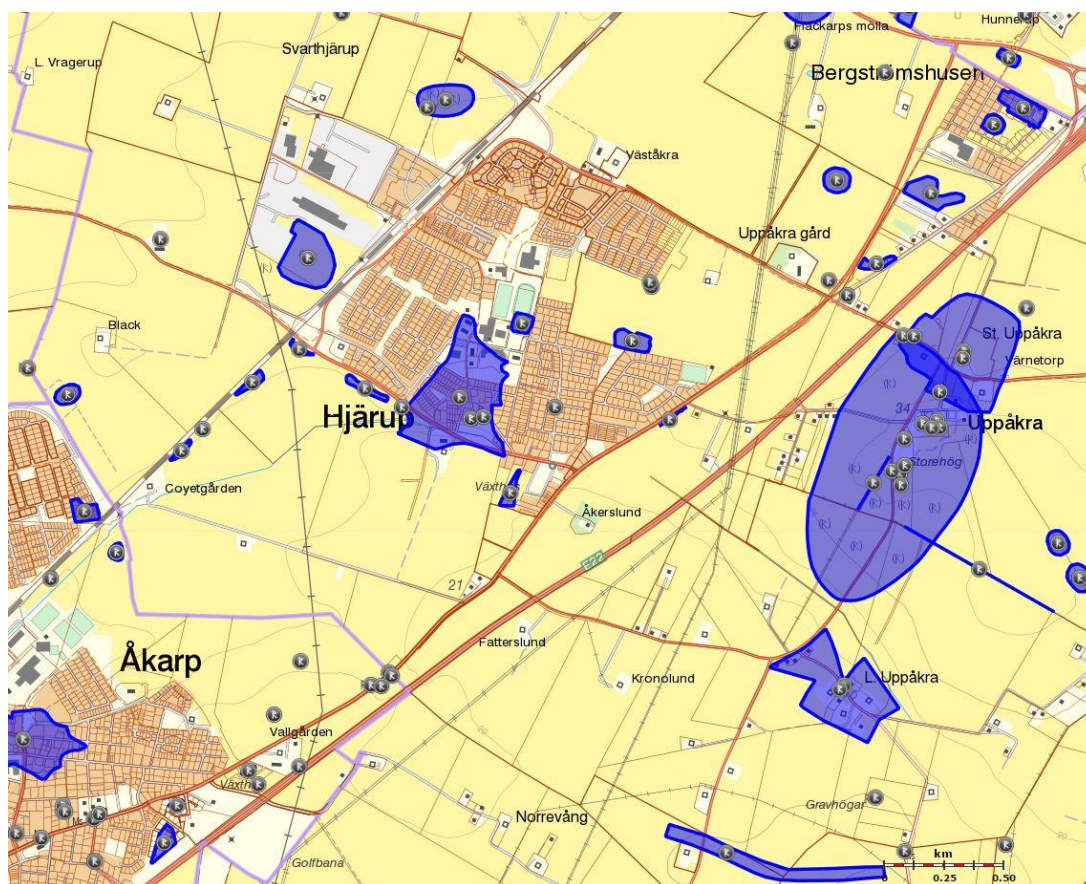 Flackarps mölla
Hunnerup
Svarthjärup
L. Vragerup
Bergströmshusen
(R)
(R)
Väståkra
Uppåkra gård
(R)
Black
St. Uppåkra
Värnetorp
(R)
(R)
34
Hjärup
Uppåkra
(R)
(R)
Storehög
(R)
Coyetgården
Växthus
(R)
(R)
(R)
Åkerslund
(R)
(R)
(R)
E22
21
Fatterslund
Åkarp
Kronolund
L. Uppåkra
Vallgården
Växthus
Gravhögar
Norrevång
Golfbana
km
0 0.25 0.50